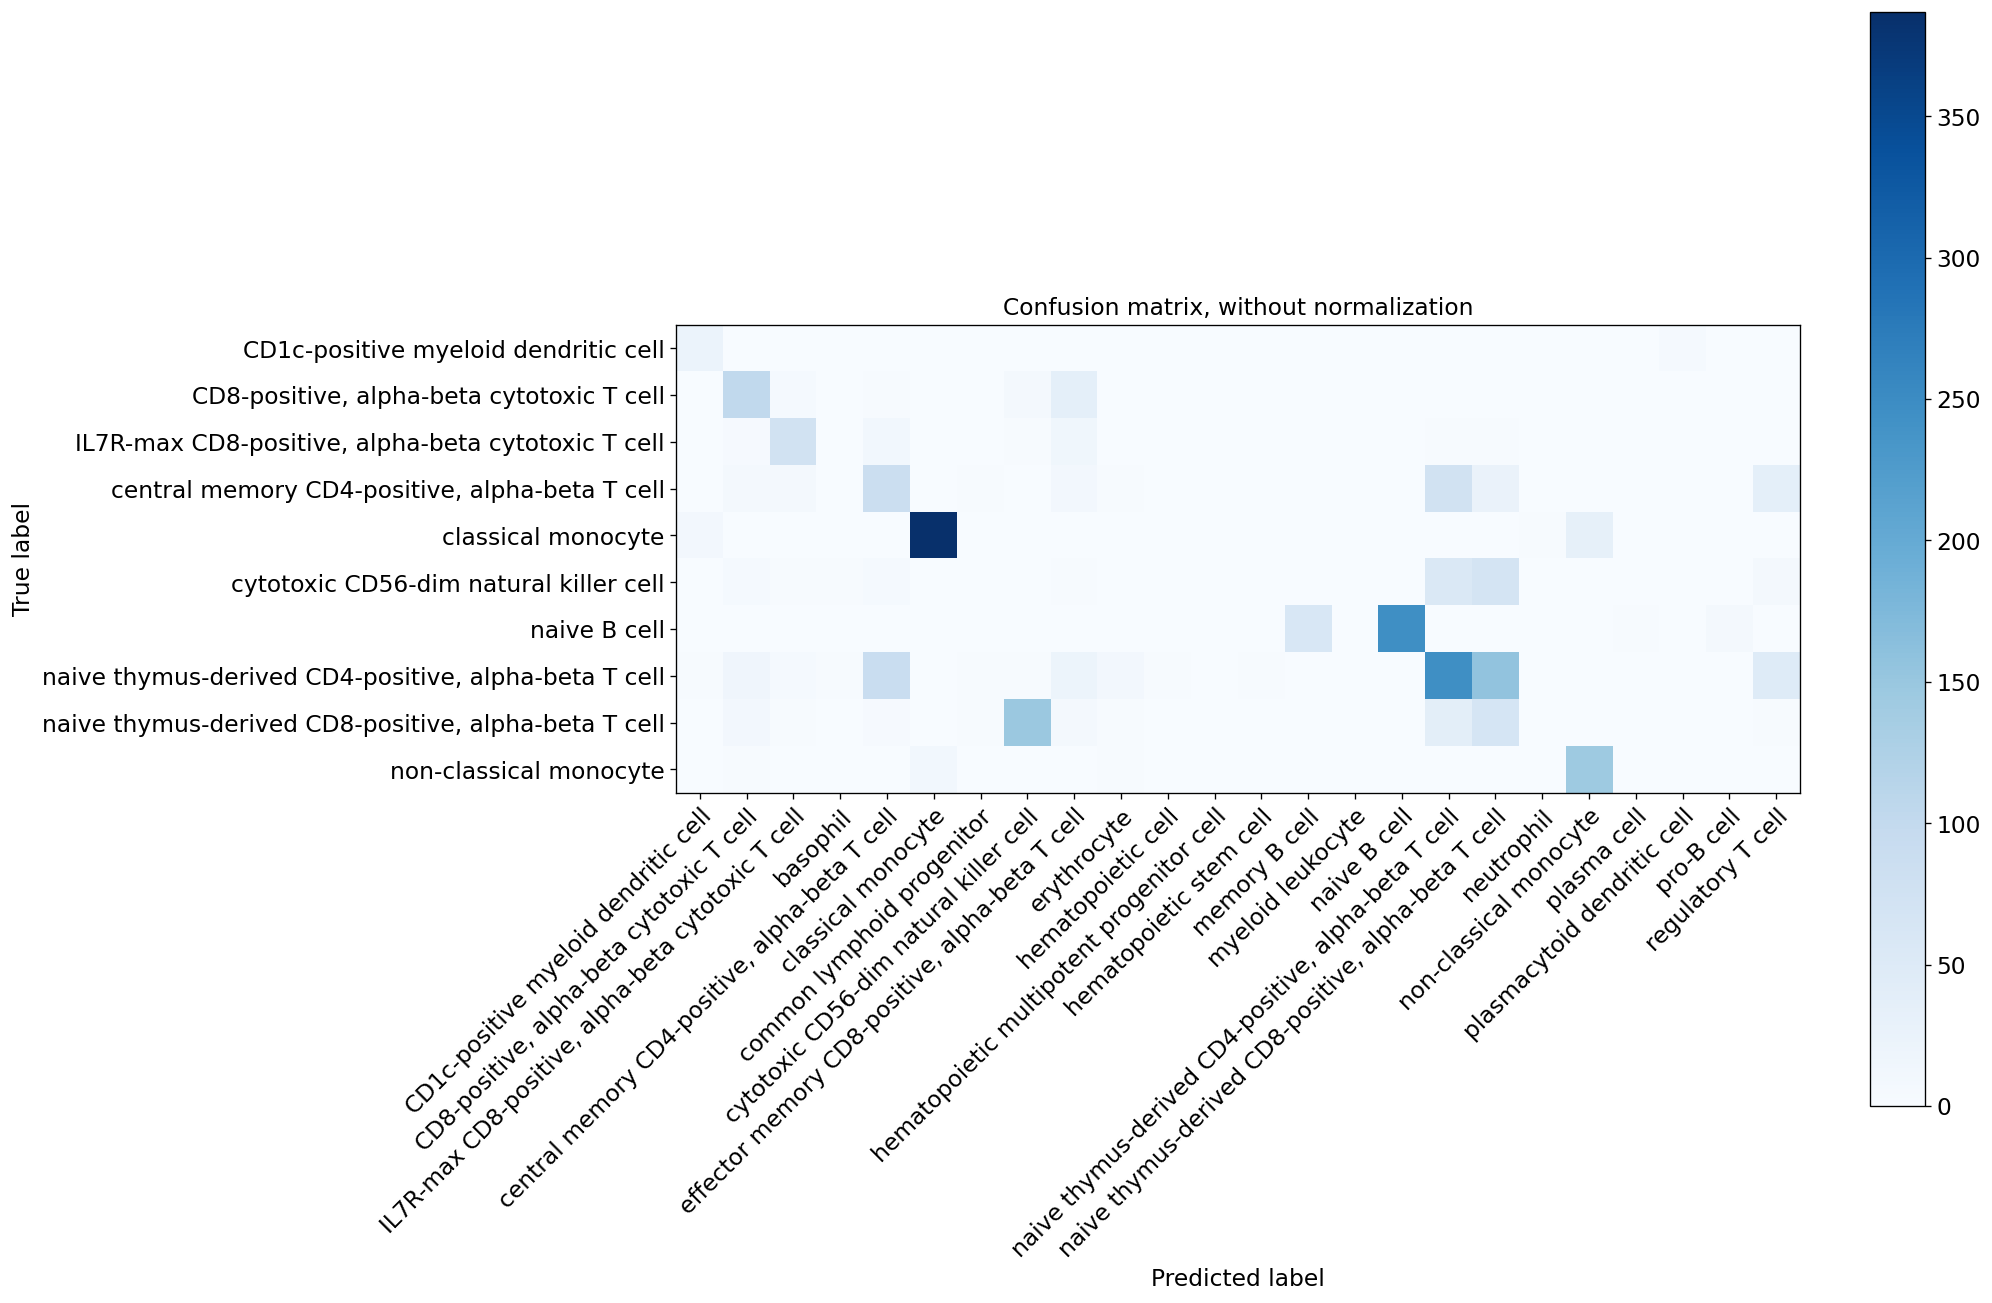 Confusion matrix, without normalization
True label
CD1c-positive myeloid dendritic cell
CD8-positive, alpha-beta cytotoxic T cell
IL7R-max CD8-positive, alpha-beta cytotoxic T cell
central memory CD4-positive, alpha-beta T cell
classical monocyte
cytotoxic CD56-dim natural killer cell
naive B cell
naive thymus-derived CD4-positive, alpha-beta T cell
naive thymus-derived CD8-positive, alpha-beta T cell
non-classical monocyte
CD1c-positive myeloid dendritic cell
CD8-positive, alpha-beta cytotoxic T cell
IL7R-max CD8-positive, alpha-beta cytotoxic T cell
basophil
central memory CD4-positive, alpha-beta T cell
classical monocyte
common lymphoid progenitor
cytotoxic CD56-dim natural killer cell
effector memory CD8-positive, alpha-beta T cell
erythrocyte
hematopoietic cell
hematopoietic multipotent progenitor cell
hematopoietic stem cell
memory B cell
myeloid leukocyte
naive B cell
naive thymus-derived CD4-positive, alpha-beta T cell
naive thymus-derived CD8-positive, alpha-beta T cell
neutrophil
non-classical monocyte
plasma cell
plasmacytoid dendritic cell
pro-B cell
regulatory T cell
Predicted label
350
300
250
200
150
100
50
0